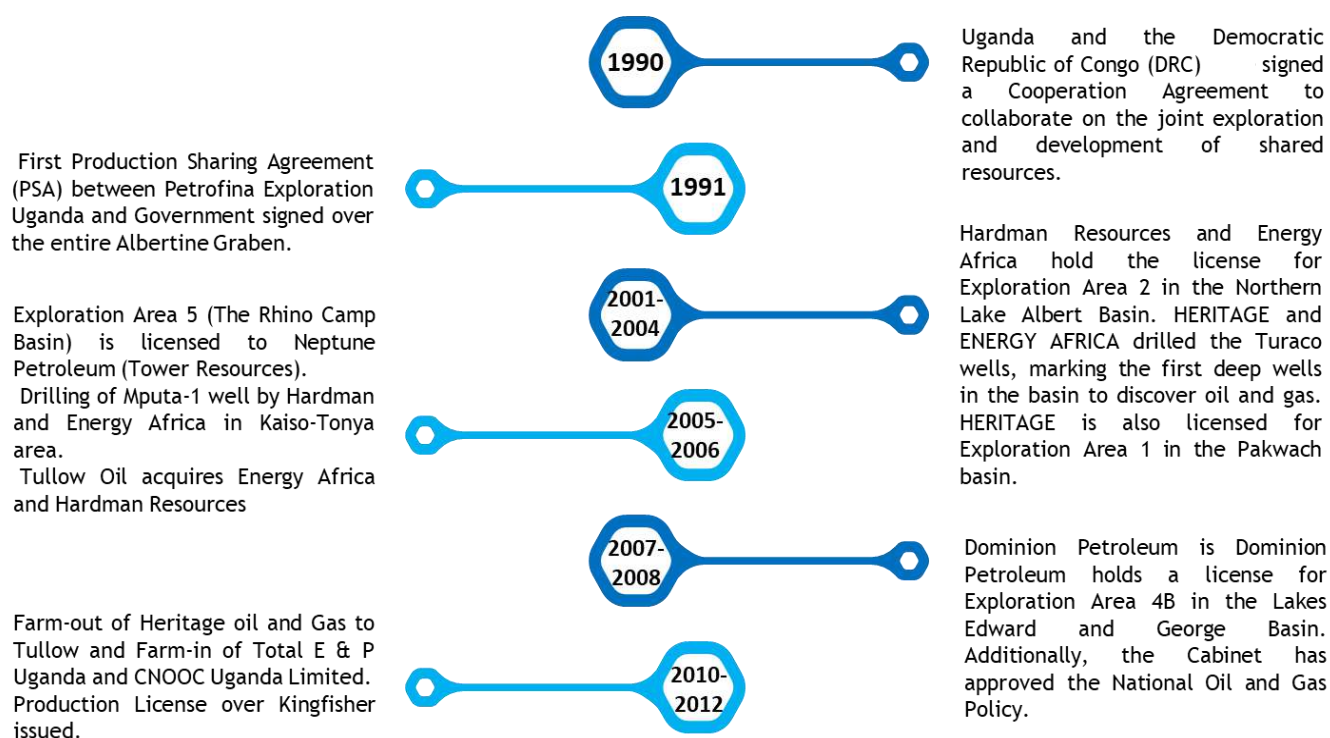 1990
Uganda and the Democratic
Republic of Congo (DRC) signed
a Cooperation Agreement to
collaborate on the joint exploration
and development of shared
resources.
First Production Sharing Agreement
(PSA) between Petrofina Exploration
Uganda and Government signed over
the entire Albertine Graben.
1991
2001-
2004
Hardman Resources and Energy
Africa hold the license for
Exploration Area 2 in the Northern
Lake Albert Basin. HERITAGE and
ENERGY AFRICA drilled the Turaco
wells, marking the first deep wells
in the basin to discover oil and gas.
HERITAGE is also licensed for
Exploration Area 1 in the Pakwach
basin.
Exploration Area 5 (The Rhino Camp
Basin) is licensed to Neptune
Petroleum (Tower Resources).
Drilling of Mputa-1 well by Hardman
and Energy Africa in Kaiso-Tonya
area.
Tullow Oil acquires Energy Africa
and Hardman Resources
2005-
2006
2007-
2008
Dominion Petroleum is Dominion
Petroleum holds a license for
Exploration Area 4B in the Lakes
Edward and George Basin.
Additionally, the Cabinet has
approved the National Oil and Gas
Policy.
Farm-out of Heritage oil and Gas to
Tullow and Farm-in of Total E & P
Uganda and CNOOC Uganda Limited.
Production License over Kingfisher
issued.
2010-
2012